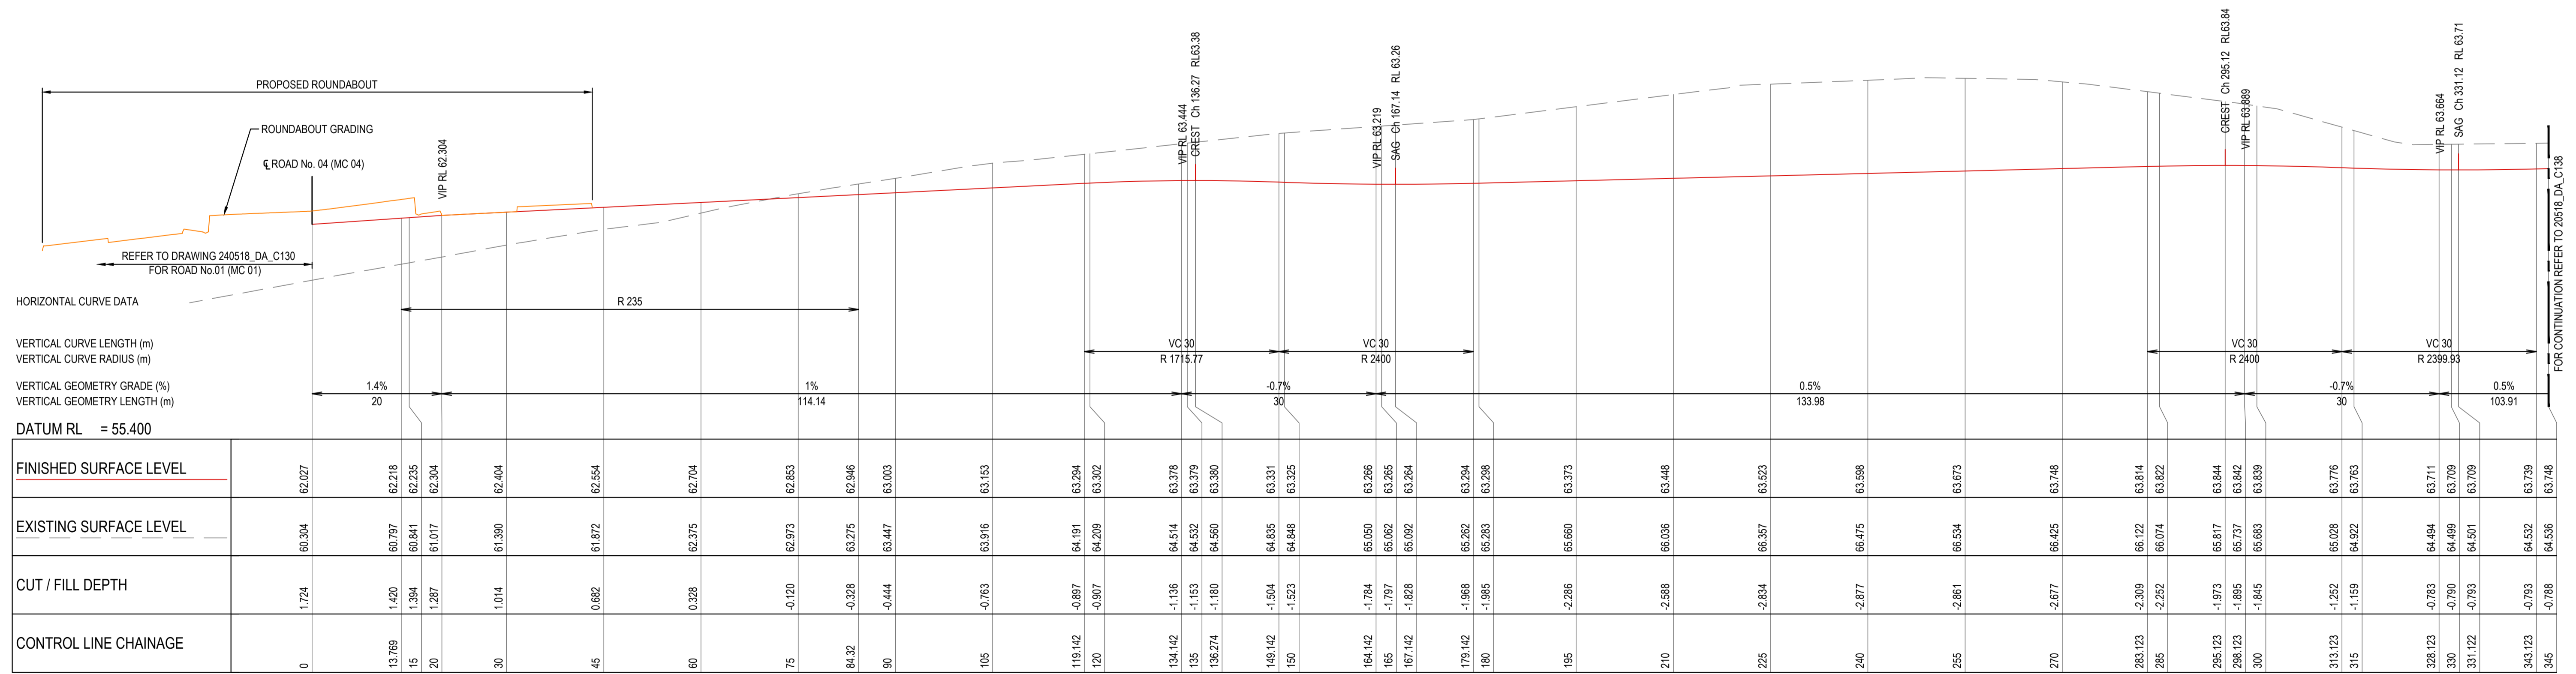 CREST Ch 136.27 RL63.38
SAG Ch 167.14 RL 63.26
CREST Ch 295.12 RL63.84
SAG Ch 331.12 RL 63.71
PROPOSED ROUNDABOUT
VIP RL 63.444
VIP RL 63.219
VIP RL 63.889
VIP RL 63.664
ROUNDABOUT GRADING
℄ ROAD No. 04 (MC 04)
VIP RL 62.304
FOR CONTINUATION REFER TO 20518_DA_C138
REFER TO DRAWING 240518_DA_C130
FOR ROAD No.01 (MC 01)
HORIZONTAL CURVE DATA R 235
VERTICAL CURVE LENGTH (m) VC 30 VC 30 VC 30 VC 30
VERTICAL CURVE RADIUS (m) R 1715.77 R 2400 R 2400 R 2399.93
VERTICAL GEOMETRY GRADE (%) 1.4% 1% -0.7% 0.5% -0.7% 0.5%
VERTICAL GEOMETRY LENGTH (m) 20 114.14 30 133.98 30 103.91
DATUM RL = 55.400
FINISHED SURFACE LEVEL 62.027 62.218 62.235 62.304 62.404 62.554 62.704 62.853 62.946 63.003 63.153 63.294 63.302 63.378 63.379 63.380 63.331 63.325 63.266 63.265 63.264 63.294 63.298 63.373 63.448 63.523 63.598 63.673 63.748 63.814 63.822 63.844 63.842 63.839 63.776 63.763 63.711 63.709 63.709 63.739 63.748
EXISTING SURFACE LEVEL 60.304 60.797 60.841 61.017 61.390 61.872 62.375 62.973 63.275 63.447 63.916 64.191 64.209 64.514 64.532 64.560 64.835 64.848 65.050 65.062 65.092 65.262 65.283 65.660 66.036 66.357 66.475 66.534 66.425 66.122 66.074 65.817 65.737 65.683 65.028 64.922 64.494 64.499 64.501 64.532 64.536
CUT / FILL DEPTH 1.724 1.420 1.394 1.287 1.014 0.682 0.328 -0.120 -0.328 -0.444 -0.763 -0.897 -0.907 -1.136 -1.153 -1.180 -1.504 -1.523 -1.784 -1.797 -1.828 -1.968 -1.985 -2.286 -2.588 -2.834 -2.877 -2.861 -2.677 -2.309 -2.252 -1.973 -1.895 -1.845 -1.252 -1.159 -0.783 -0.790 -0.793 -0.793 -0.788
CONTROL LINE CHAINAGE 0 13.769 15 20 30 45 60 75 84.32 90 105 119.142 120 134.142 135 136.274 149.142 150 164.142 165 167.142 179.142 180 195 210 225 240 255 270 283.123 285 295.123 298.123 300 313.123 315 328.123 330 331.122 343.123 345